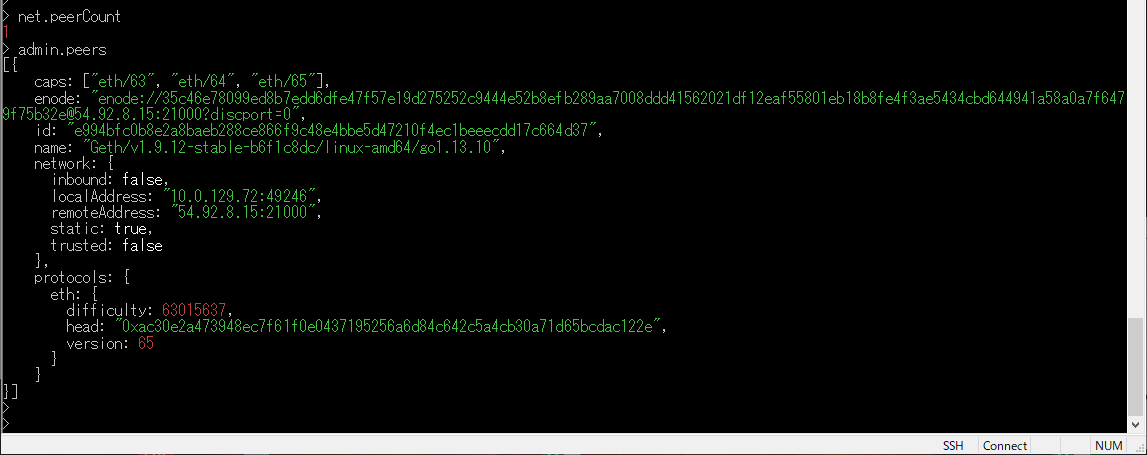 >
> net.peerCount
1
> admin.peers
[{
caps: ["eth/63", "eth/64", "eth/65"],
enode: "enode://35c46e78099ed8b7edd6dfe47f57e19d275252c9444e52b8efb289aa7008ddd41562021df12eaf55801eb18b8fe4f3ae5434cbd644941a58a0a7f647
9f75b32e@54.92.8.15:21000?discport=0",
id: "e994bfc0b8e2a8baeb288ce866f9c48e4bbe5d47210f4ec1beeecdd17c664d37",
name: "Geth/v1.9.12-stable-b6f1c8dc/linux-amd64/go1.13.10",
network: {
inbound: false,
localAddress: "10.0.129.72:49246",
remoteAddress: "54.92.8.15:21000",
static: true,
trusted: false
},
protocols: {
eth: {
difficulty: 63015637,
head: "0xac30e2a473948ec7f61f0e0437195256a6d84c642c5a4cb30a71d65bcdac122e",
version: 65
}
}
}]
>
>
SSH Connect NUM